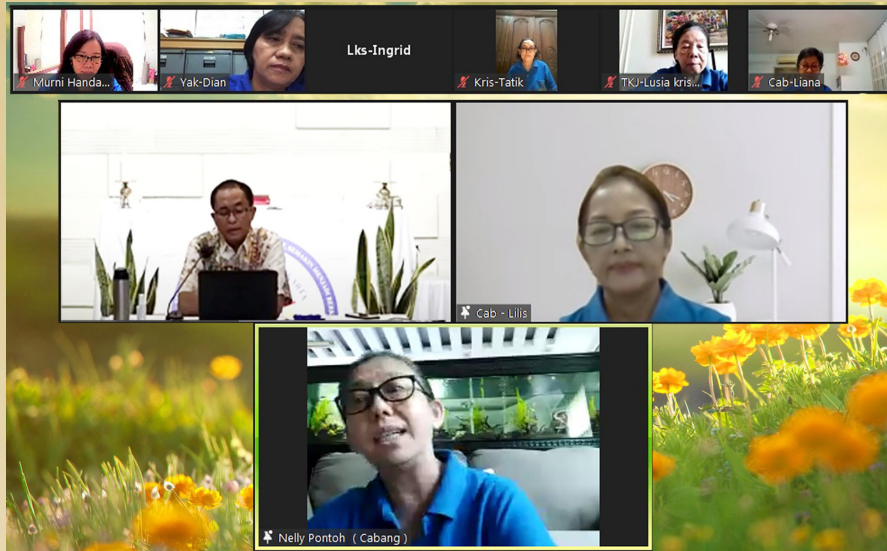 Murni Handa...
Yak-Dian
Lks-Ingrid
Kris-Tatik
TKJ-Lusia kris...
Cab-Liana
Cab - Lilis
Nelly Pontoh ( Cabang )